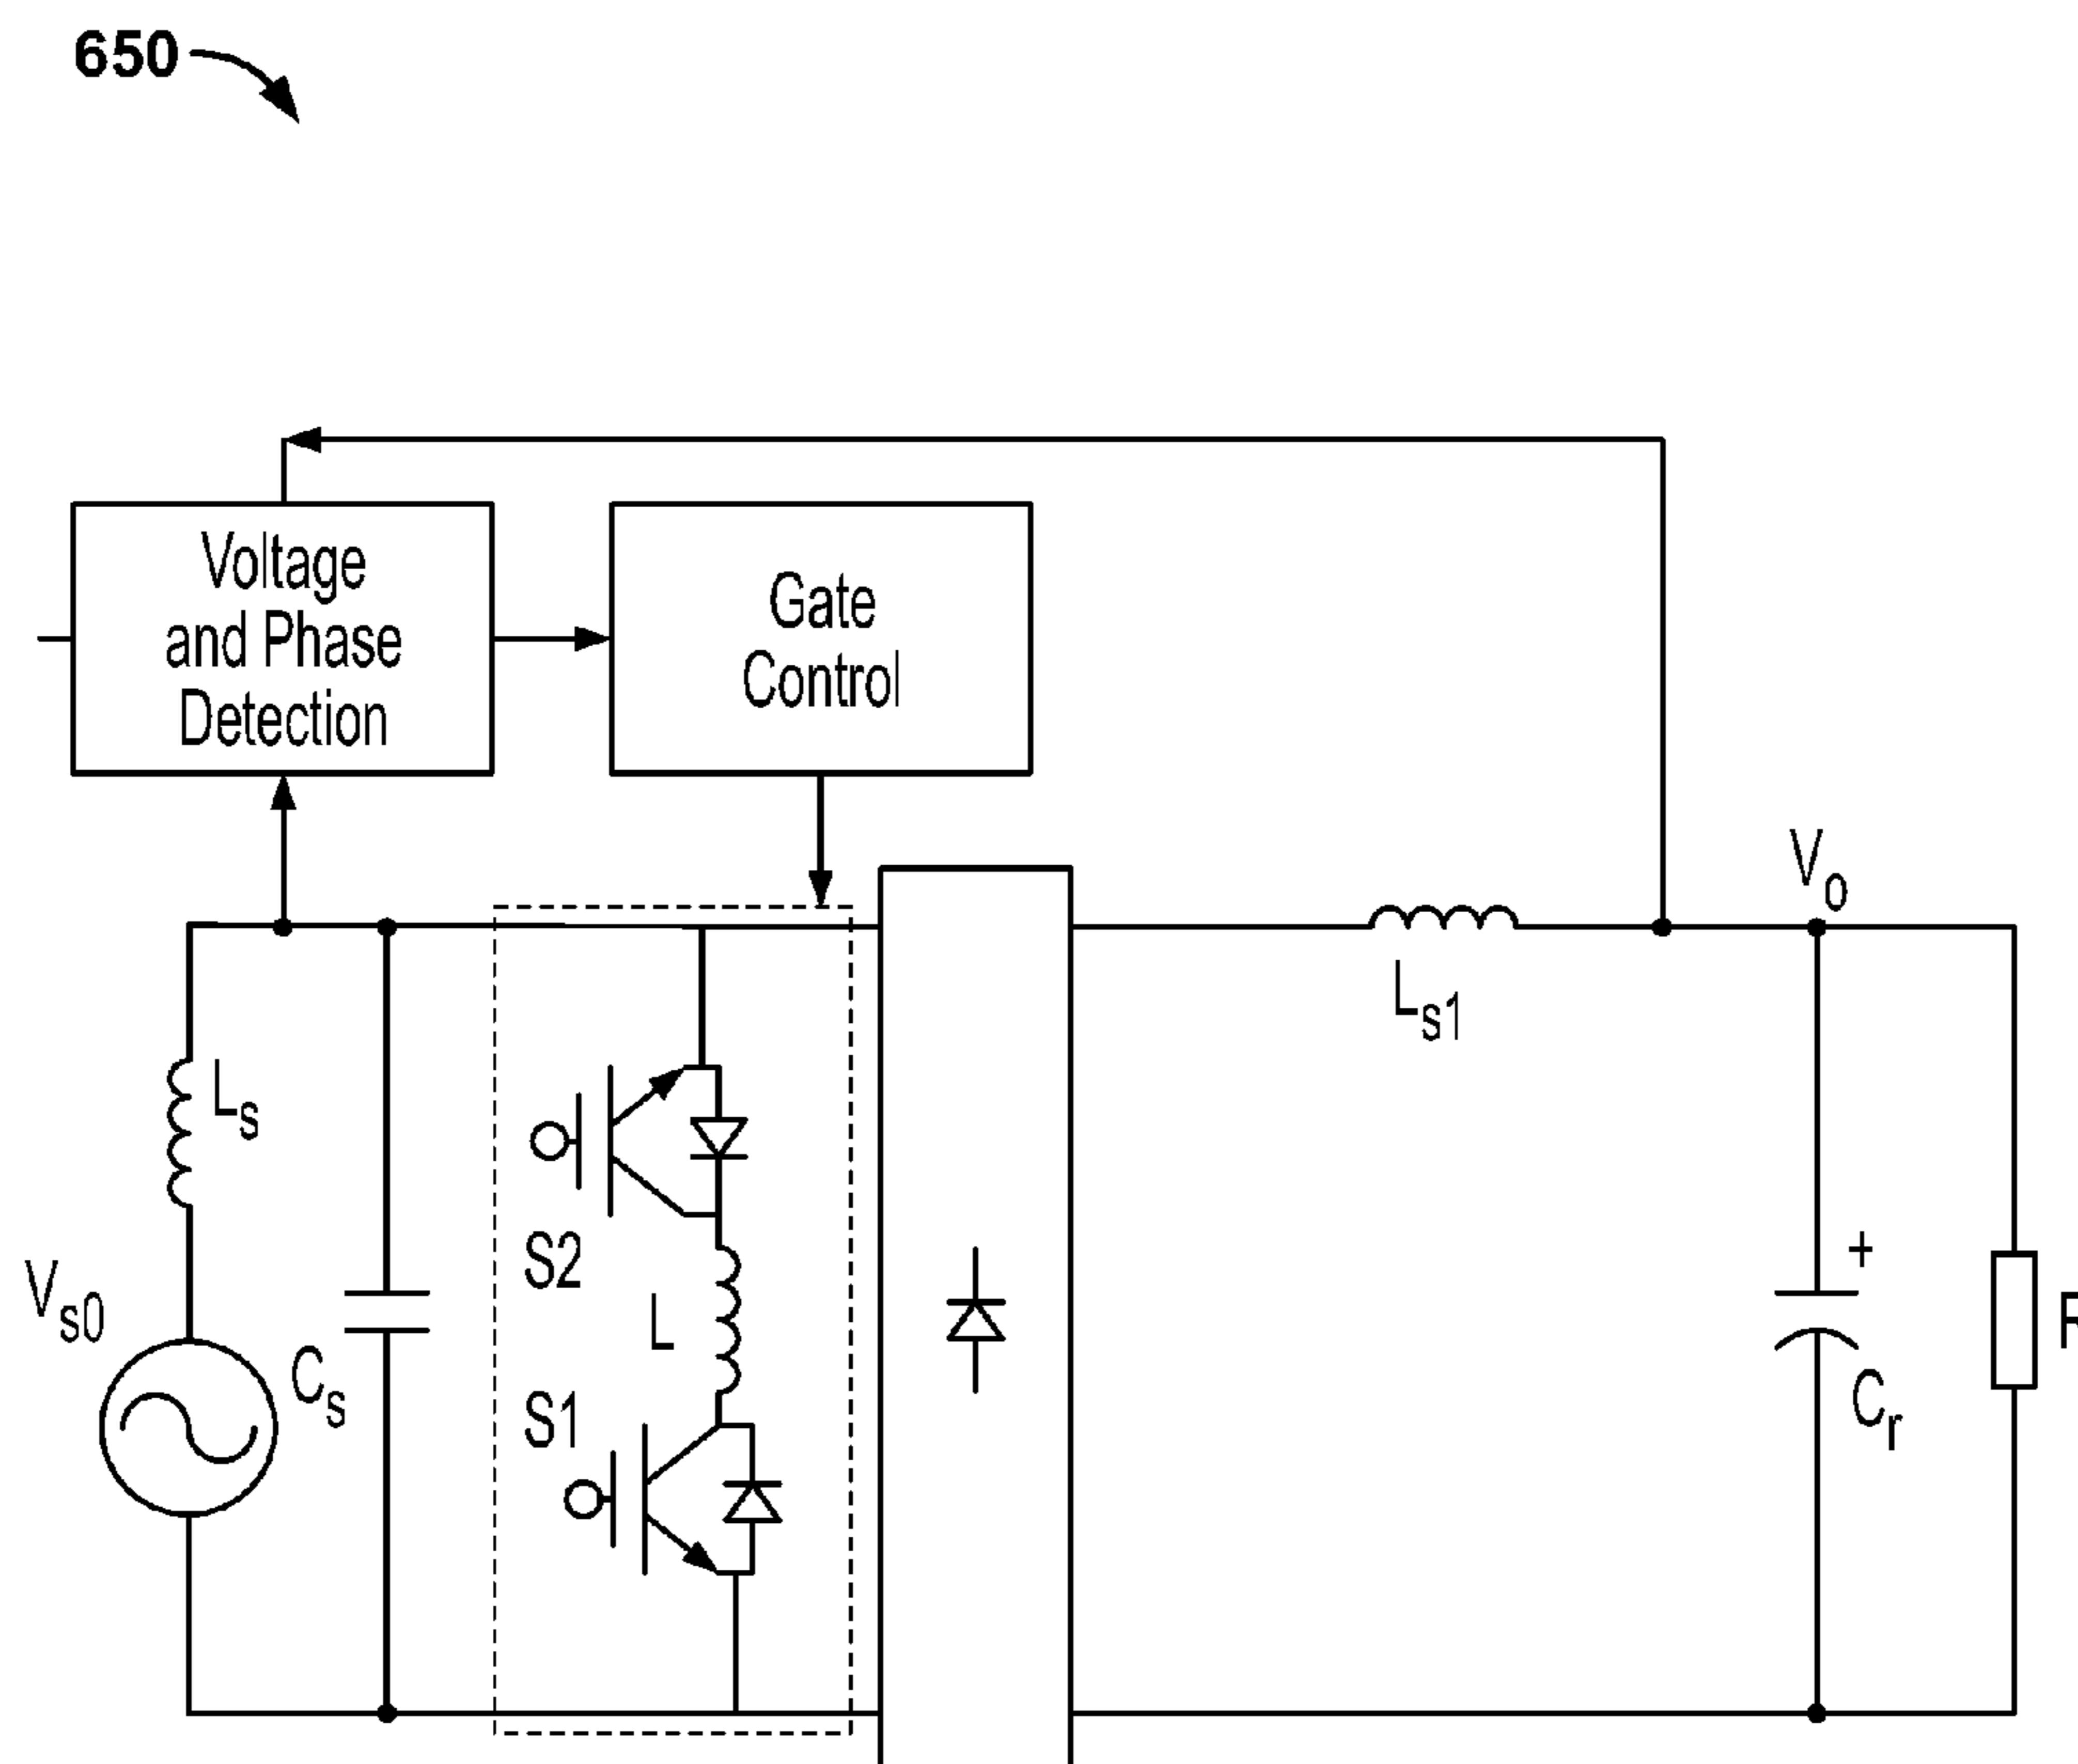 650
Voltage
and Phase
Detection
Gate
Control
Vo
Ls1
Ls
S2
Vs0
L
Cs
S1
+
Cr